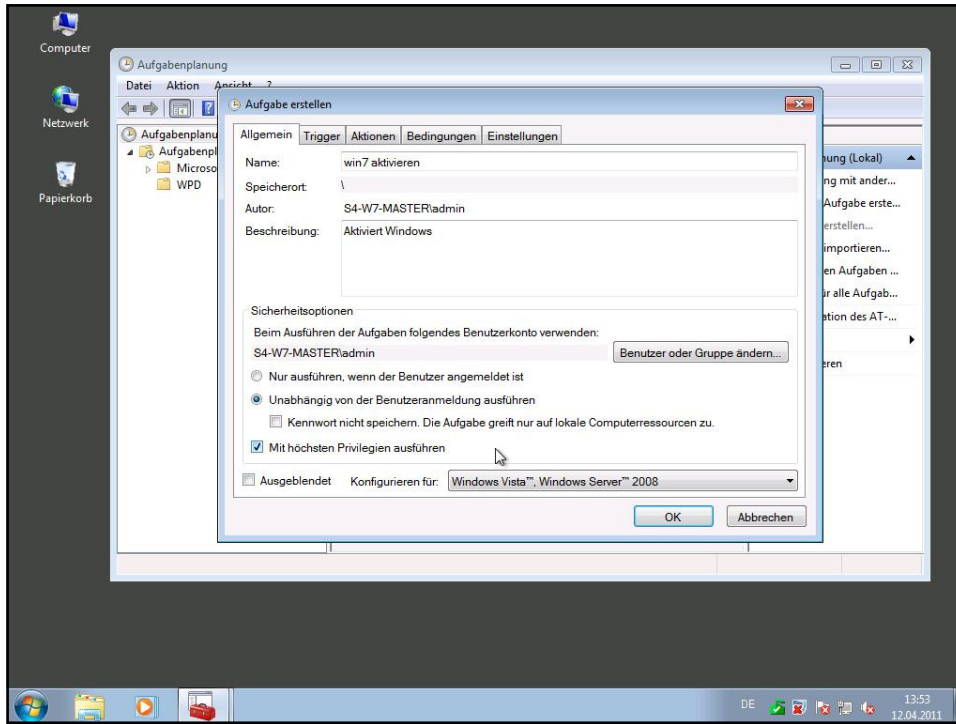 Computer
Netzwerk
Papierkorb
Aufgabenplanung
Datei Aktion Ansicht ?
Aufgabenplanu
Aufgabenpl
Microso
WPD
Aufgabe erstellen
Allgemein Trigger Aktionen Bedingungen Einstellungen
Name: win7 aktivieren
Speicherort: \
Autor: S4-W7-MASTER\admin
Beschreibung: Aktiviert Windows
Sicherheitsoptionen
Beim Ausführen der Aufgaben folgendes Benutzerkonto verwenden:
S4-W7-MASTER\admin Benutzer oder Gruppe ändern...
Nur ausführen, wenn der Benutzer angemeldet ist
Unabhängig von der Benutzeranmeldung ausführen
Kennwort nicht speichern. Die Aufgabe greift nur auf lokale Computerressourcen zu.
Mit höchsten Privilegien ausführen
Ausgeblendet Konfigurieren für: Windows Vista™, Windows Server™ 2008
OK Abbrechen
nung (Lokal)
ng mit ander...
Aufgabe erste...
erstellen...
importieren...
en Aufgaben ...
ür alle Aufgab...
ation des AT-...
eren
DE
13:53
12.04.2011